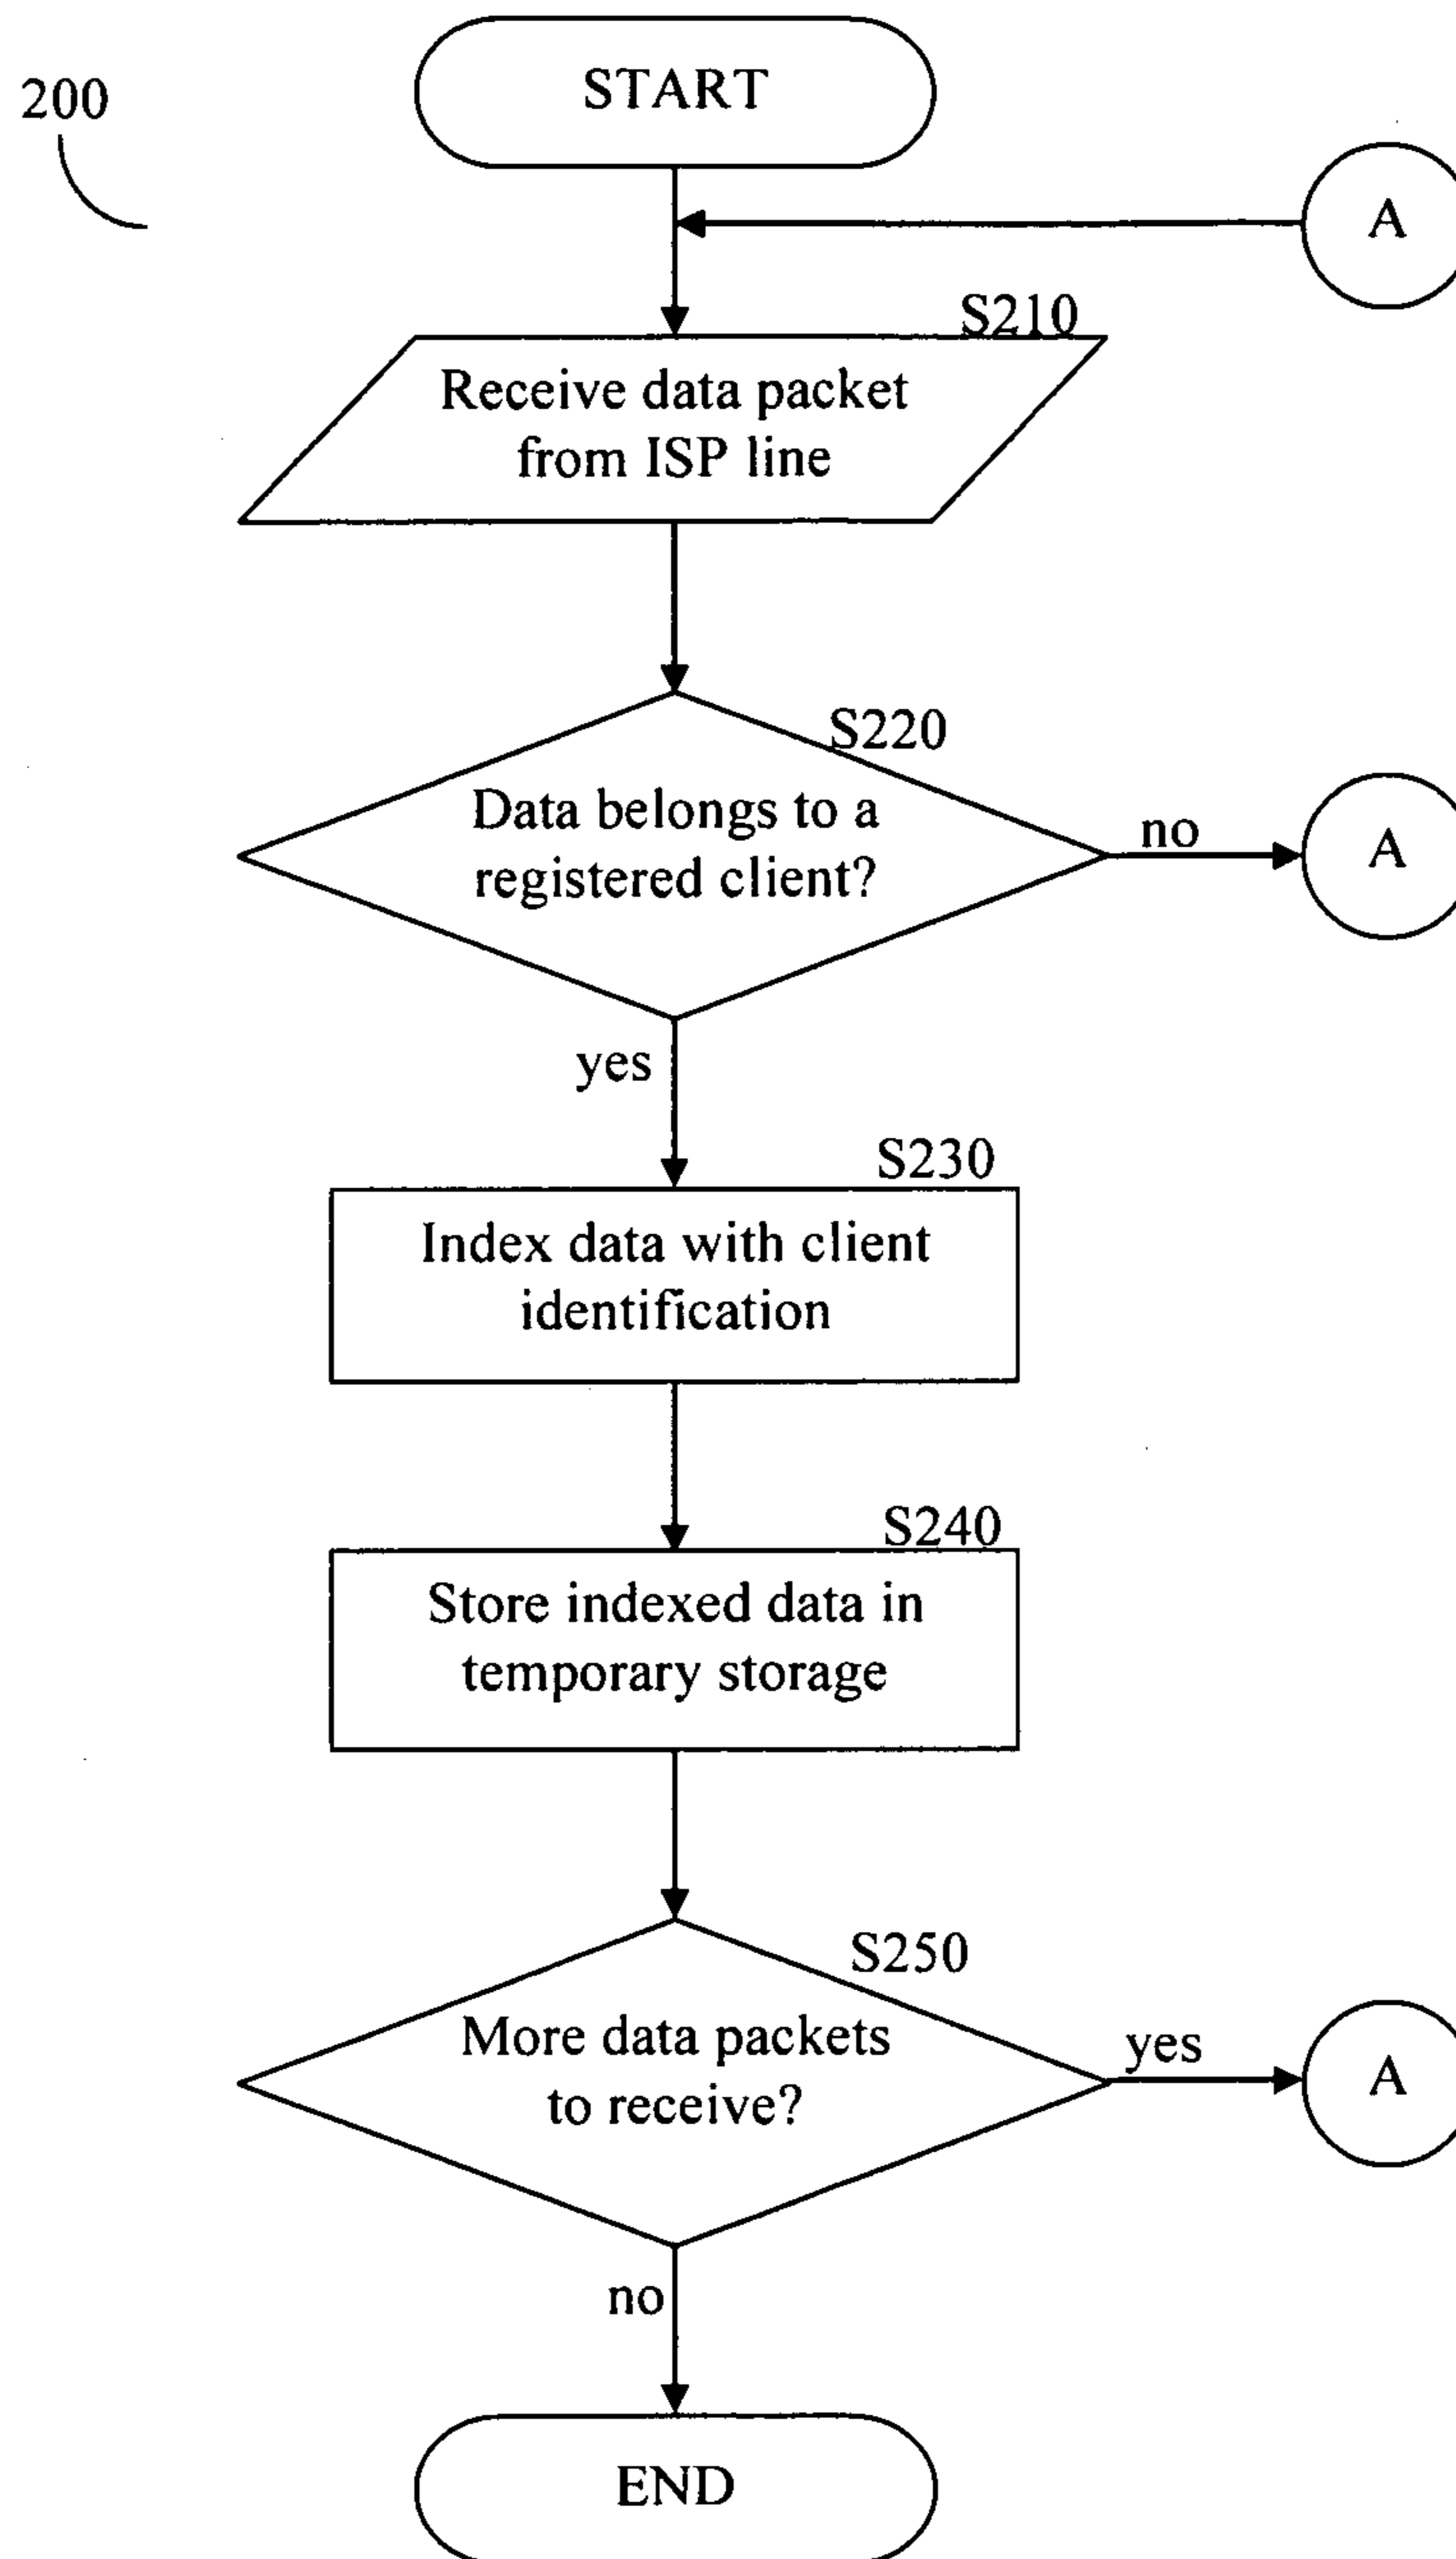 START
200
A
S210
Receive data packet
from ISP line
S220
Data belongs to a
registered client?
no
A
yes
S230
Index data with client
identification
S240
Store indexed data in
temporary storage
S250
More data packets
to receive?
yes
A
no
END